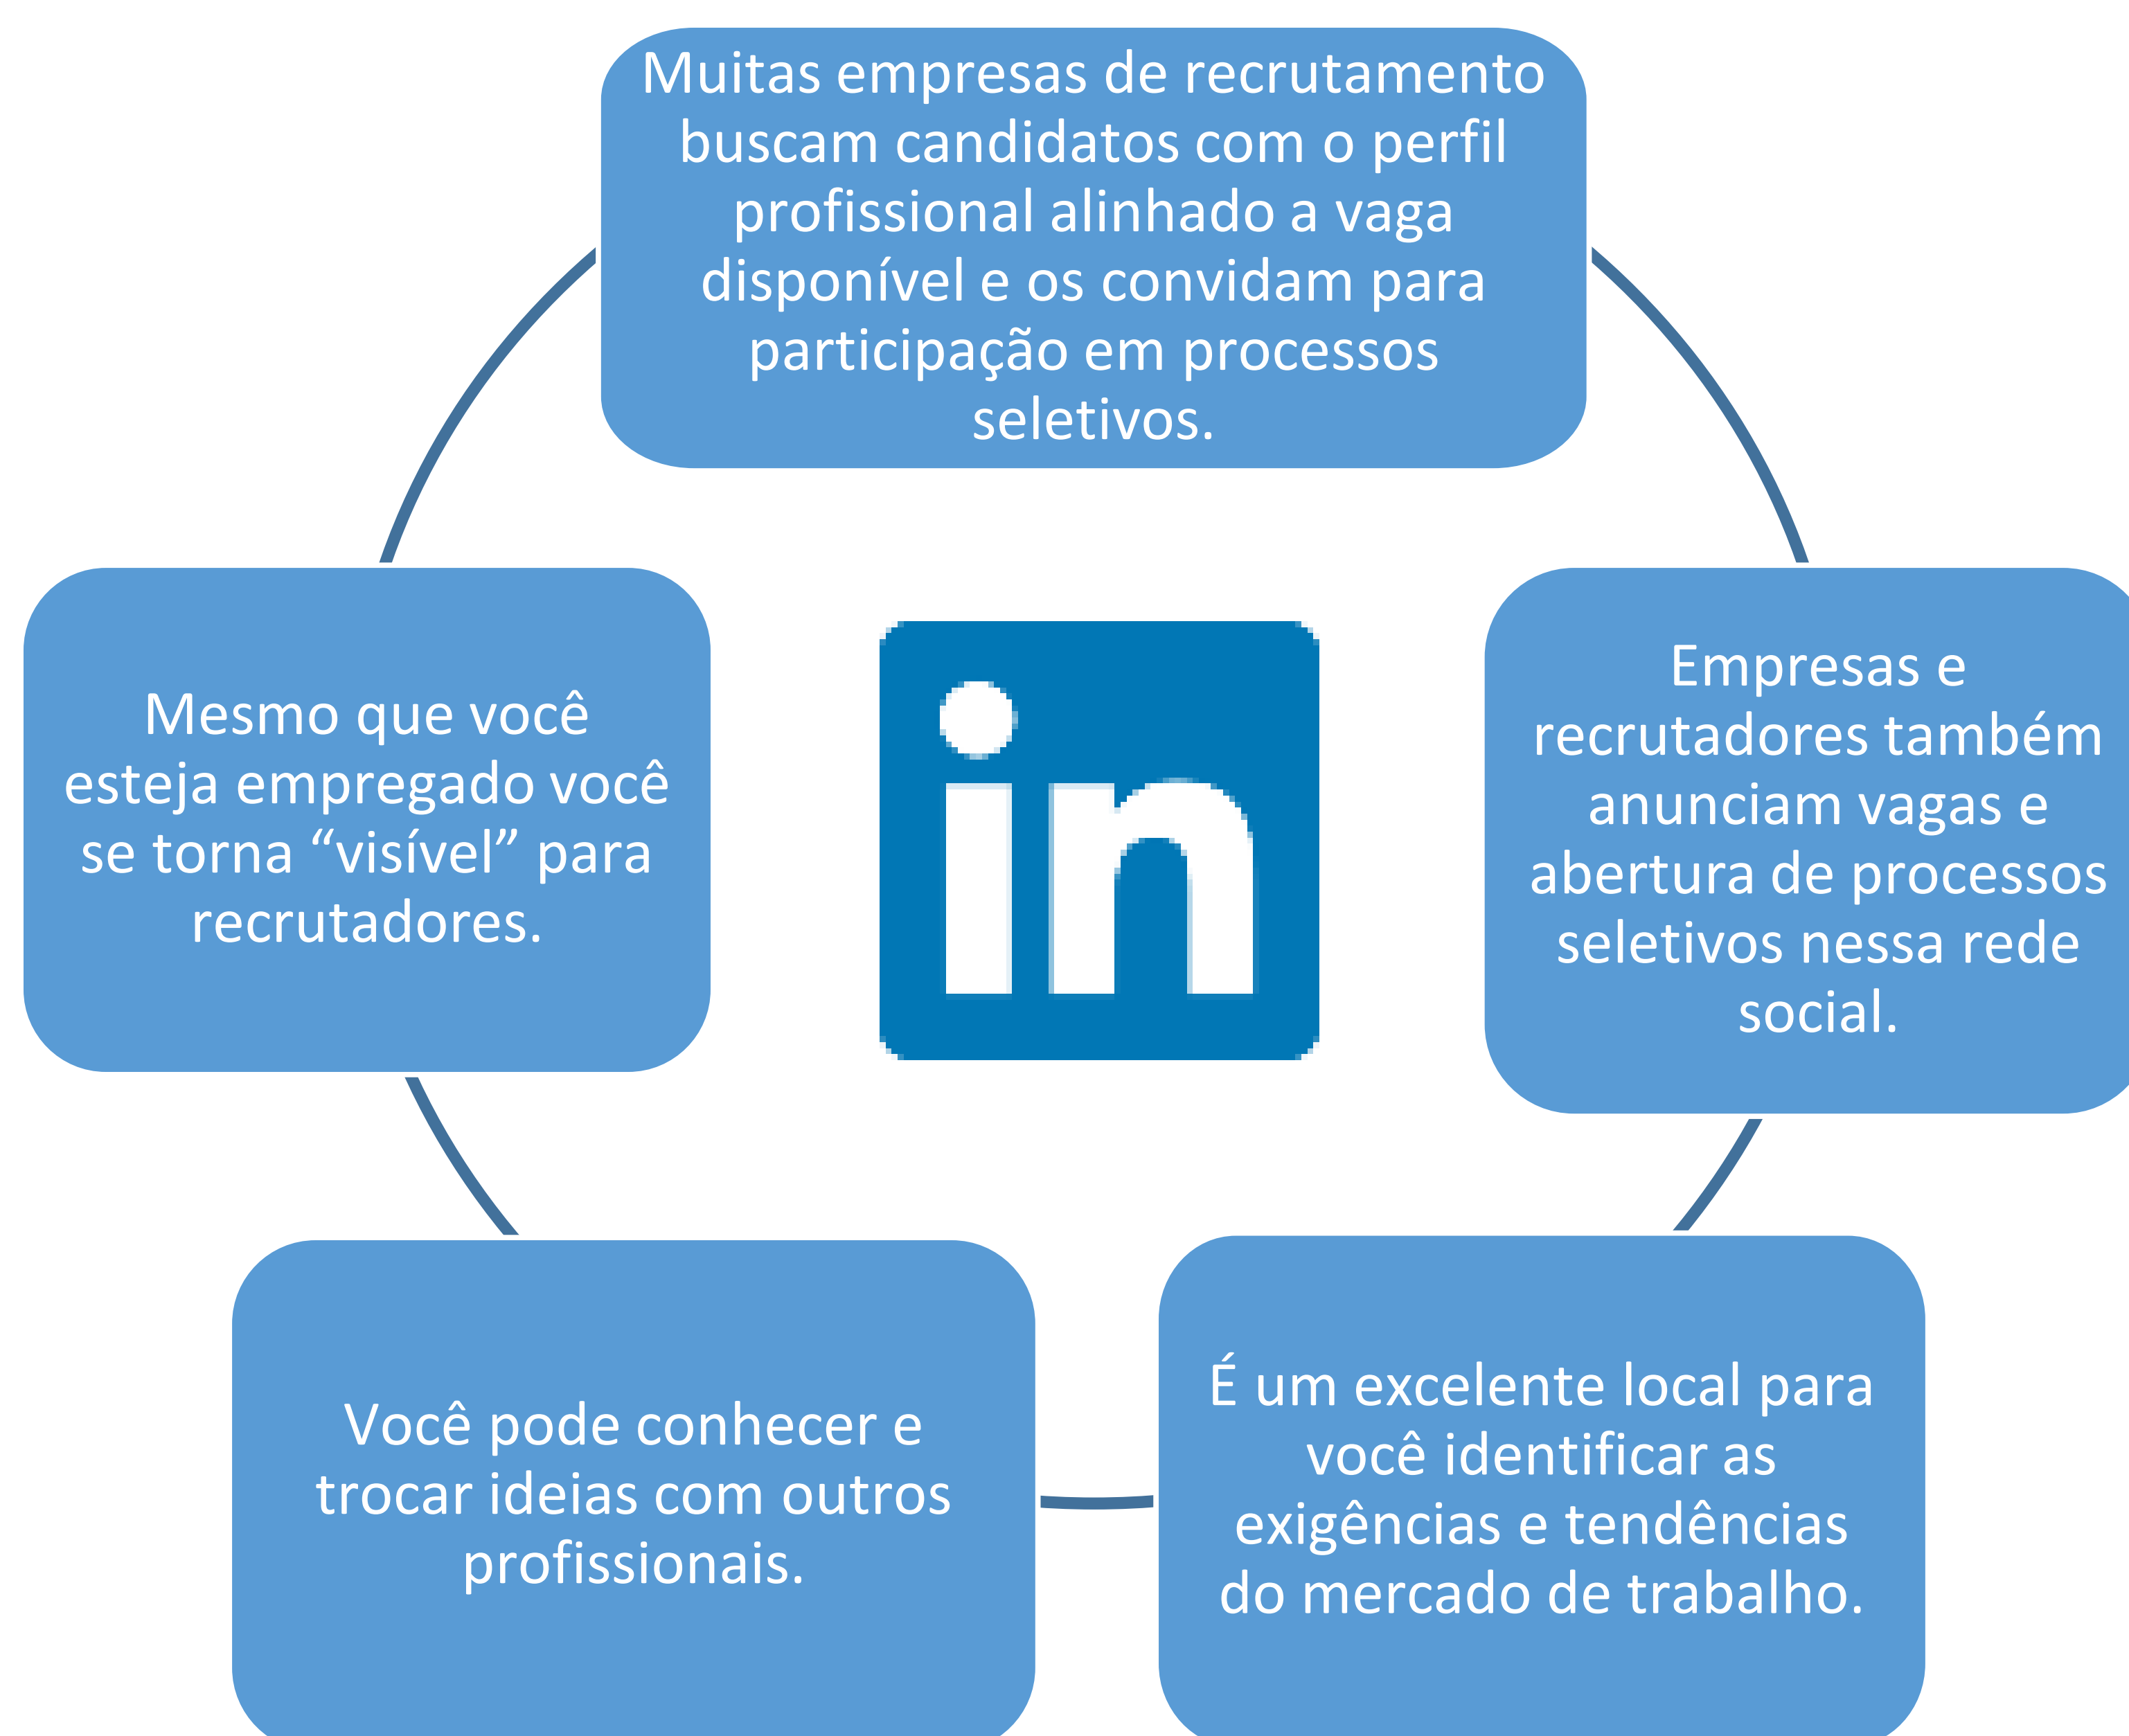 Muitas empresas de recrutamento
buscam candidatos com o perfil
profissional alinhado a vaga
disponível e os convidam para
participação em processos
seletivos.
Mesmo que você
esteja empregado você
se torna “visível” para
recrutadores.
in
Empresas e
recrutadores também
anunciam vagas e
abertura de processos
seletivos nessa rede
social.
Você pode conhecer e
trocar ideias com outros
profissionais.
É um excelente local para
você identificar as
exigências e tendências
do mercado de trabalho.